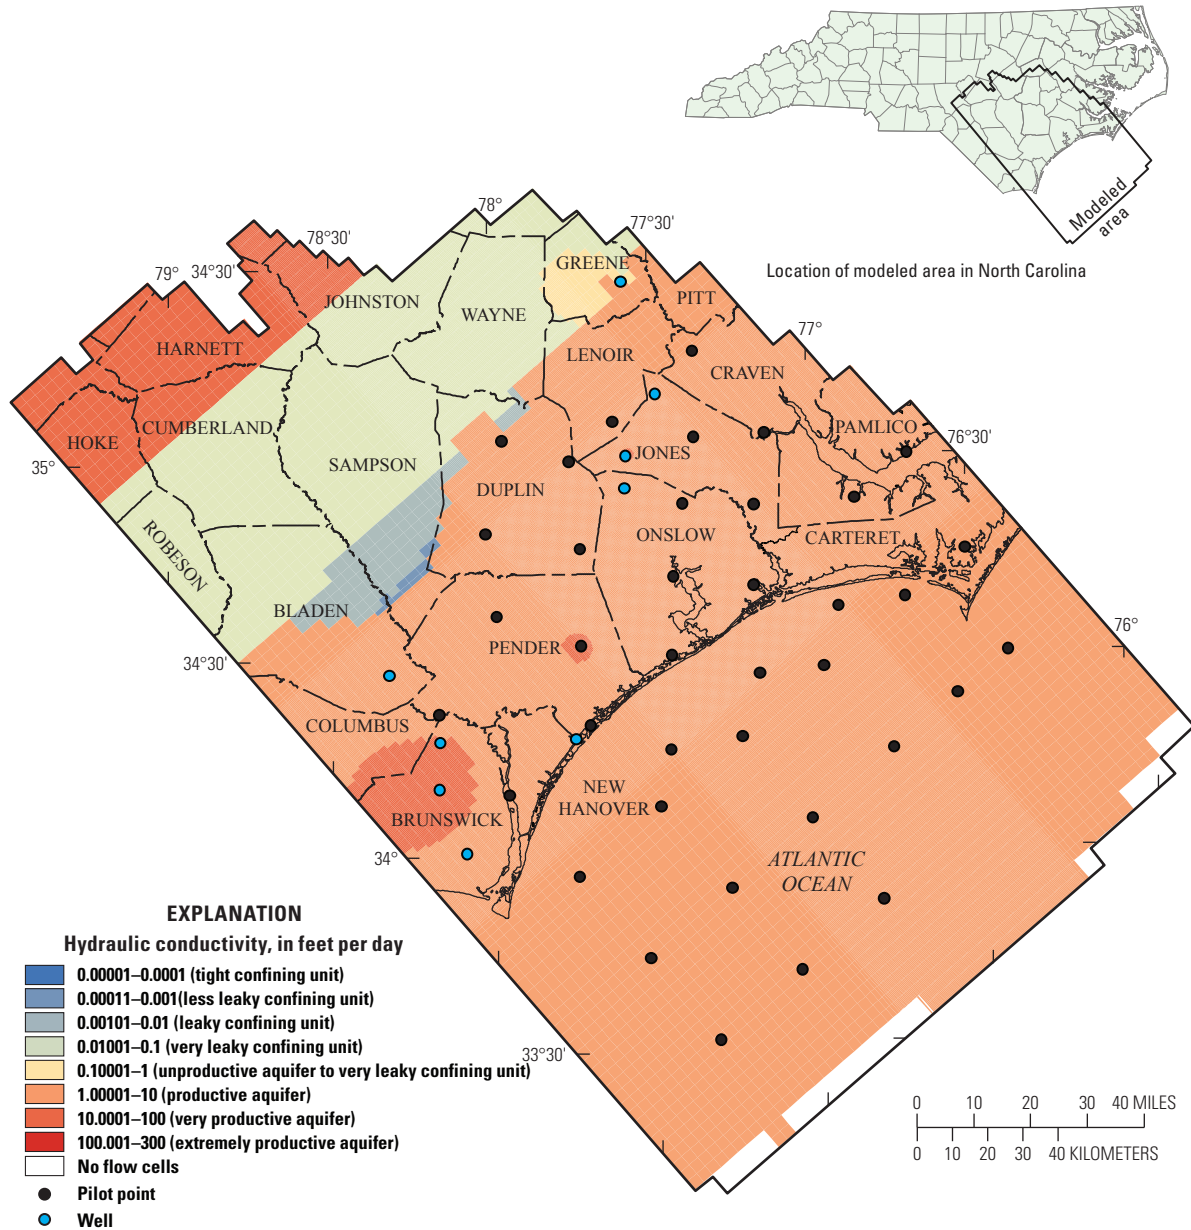 Modeled
area
Location of modeled area in North Carolina
78°
77°30'
78°30'
79°
34°30'
GREENE
JOHNSTON
PITT
WAYNE
77°
HARNETT
LENOIR
CRAVEN
HOKE
CUMBERLAND
PAMLICO
76°30'
35°
SAMPSON
JONES
DUPLIN
ROBESON
ONSLOW
CARTERET
BLADEN
76°
34°30'
PENDER
COLUMBUS
NEW
HANOVER
BRUNSWICK
34°
ATLANTIC
OCEAN
33°30'
EXPLANATION
Hydraulic conductivity, in feet per day
0.00001–0.0001 (tight confining unit)
0.00011–0.001(less leaky confining unit)
0.00101–0.01 (leaky confining unit)
0.01001–0.1 (very leaky confining unit)
0.10001–1 (unproductive aquifer to very leaky confining unit)
1.00001–10 (productive aquifer)
10.0001–100 (very productive aquifer)
100.001–300 (extremely productive aquifer)
No flow cells
Pilot point
Well
0 10 20 30 40 MILES
0 10 20 30 40 KILOMETERS